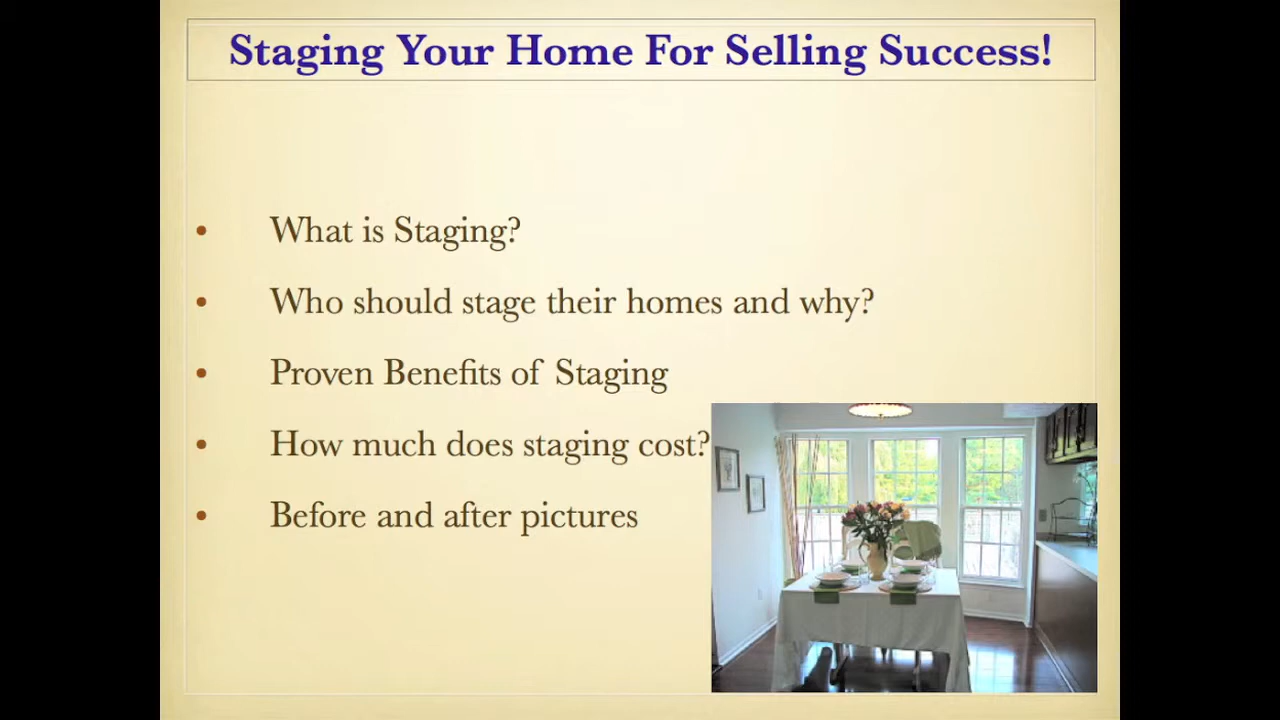 Staging Your Home For Selling Success!
• What is Staging?
• Who should stage their homes and why?
• Proven Benefits of Staging
• How much does staging cost?
• Before and after pictures